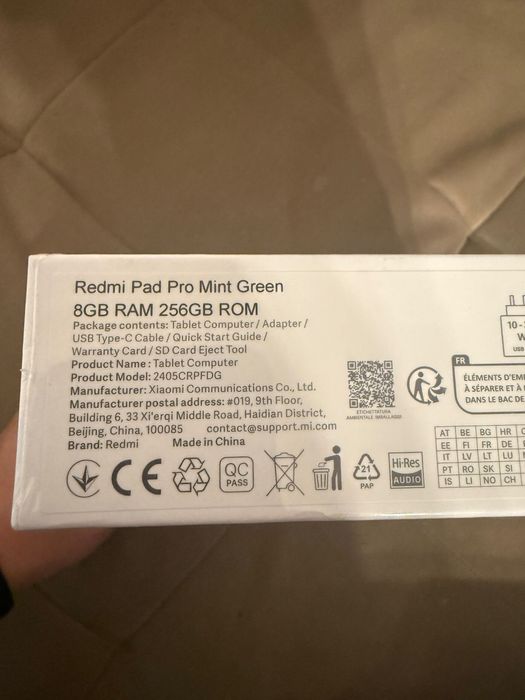 Redmi Pad Pro Mint Green
8GB RAM 256GB ROM
Package contents: Tablet Computer / Adapter /
USB Type-C Cable / Quick Start Guide /
Warranty Card / SD Card Eject Tool
Product Name : Tablet Computer
Product Model: 2405CRPFDG
Manufacturer: Xiaomi Communications Co., Ltd.
Manufacturer postal address: #019, 9th Floor,
Building 6, 33 Xi'erqi Middle Road, Haidian District,
Beijing, China, 100085 contact@support.mi.com
Brand: Redmi Made in China
CE
QC
PASS
21
PAP
Hi-Res
AUDIO
ETICHETTATURA
AMBIENTALE IMBALLAGGI
10 -
W
USB
FR
ÉLÉMENTS D'EM
À SÉPARER ET À
DANS LE BAC DE
AT BE BG HR
EE FI FR DE
IT LV LT LU
PT RO SK SI
IS LI NO CH